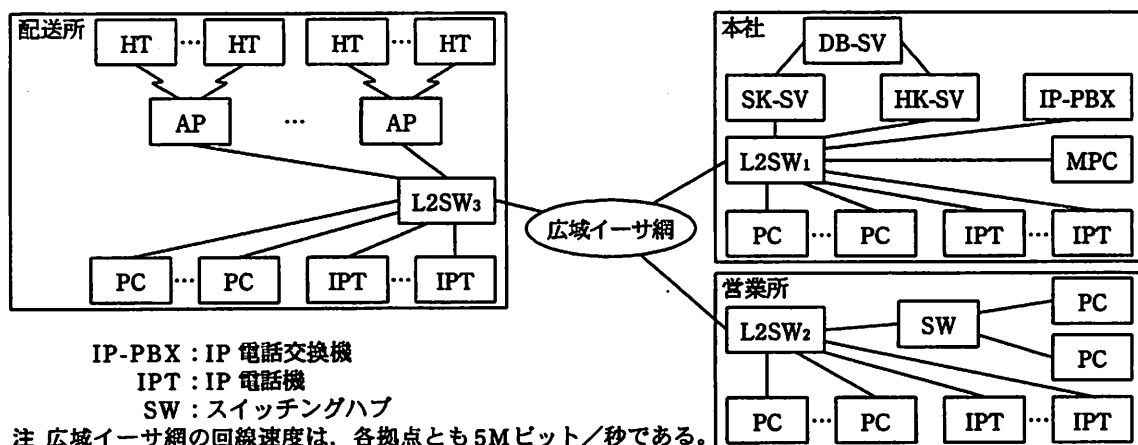 配送所
HT … HT HT … HT
AP … AP
L2SW3
PC … PC IPT … IPT
広域イーサ網
本社
DB-SV
SK-SV HK-SV IP-PBX
L2SW1 MPC
PC … PC IPT … IPT
営業所
L2SW2 SW PC
PC
PC … PC IPT … IPT
IP-PBX:IP 電話交換機
IPT:IP 電話機
SW:スイッチングハブ
注 広域イーサ網の回線速度は,各拠点とも5Mビット/秒である。